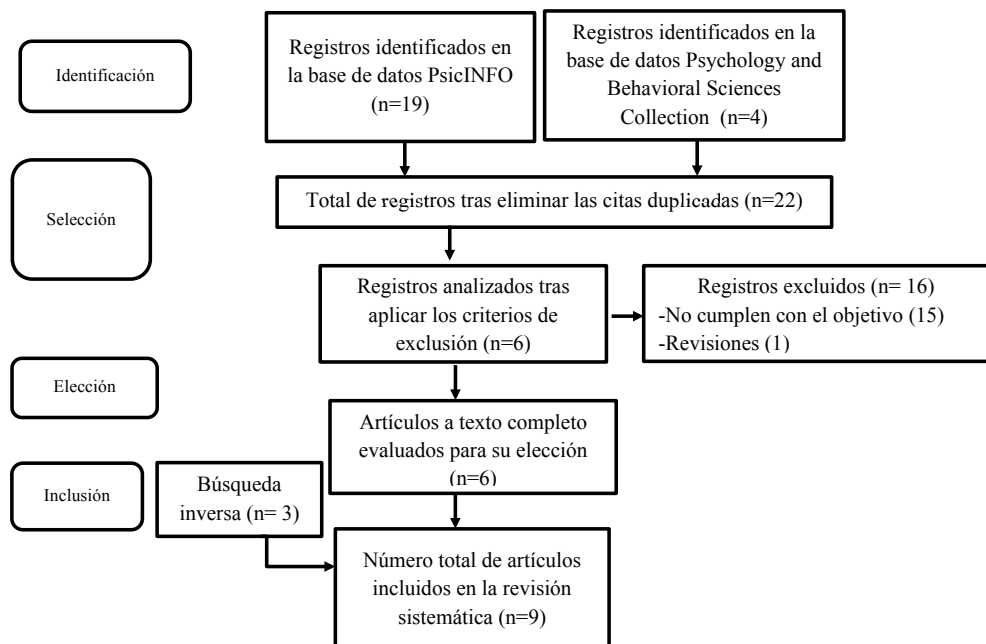 Identificación
Registros identificados en
la base de datos PsicINFO
(n=19)
Registros identificados en la
base de datos Psychology and
Behavioral Sciences
Collection (n=4)
Selección
Total de registros tras eliminar las citas duplicadas (n=22)
Registros analizados tras
aplicar los criterios de
exclusión (n=6)
Registros excluidos (n= 16)
-No cumplen con el objetivo (15)
-Revisiones (1)
Elección
Artículos a texto completo
evaluados para su elección
(n=6)
Inclusión
Búsqueda
inversa (n= 3)
Número total de artículos
incluidos en la revisión
sistemática (n=9)